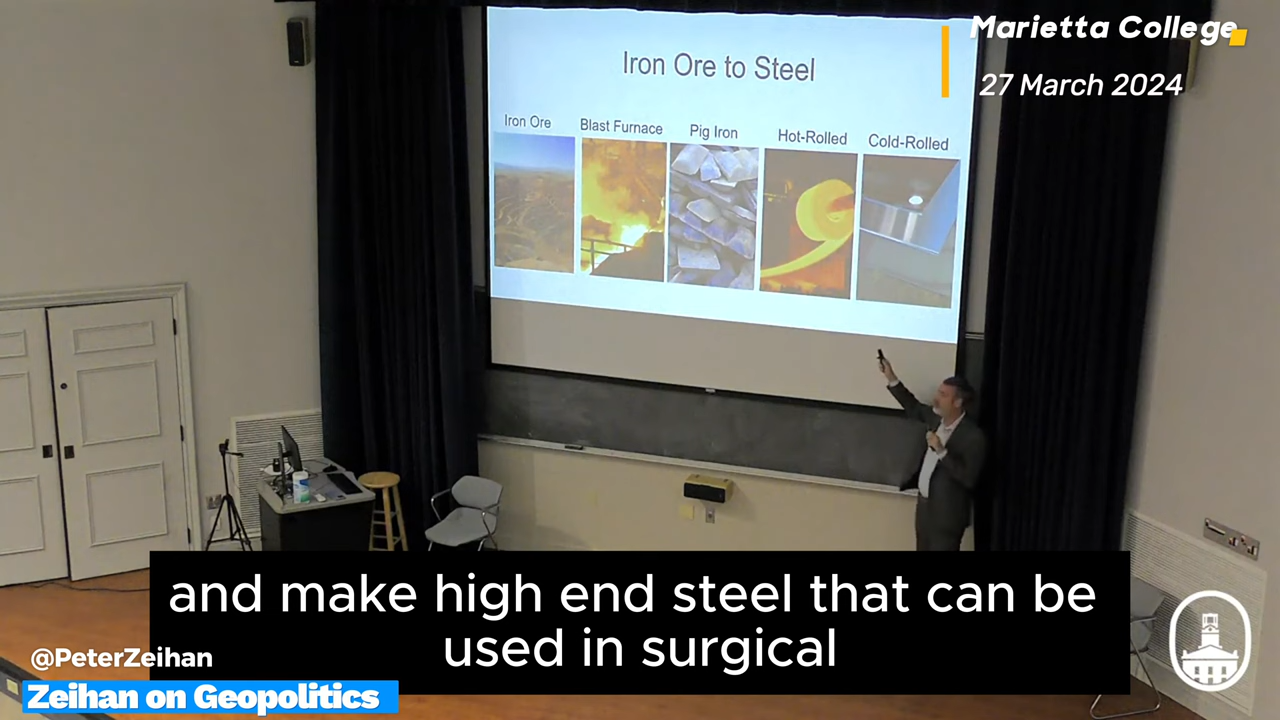 Marietta College
27 March 2024
Iron Ore to Steel
Iron Ore
Blast Furnace
Pig Iron
Hot-Rolled
Cold-Rolled
and make high end steel that can be
used in surgical
@PeterZeihan
Zeihan on Geopolitics